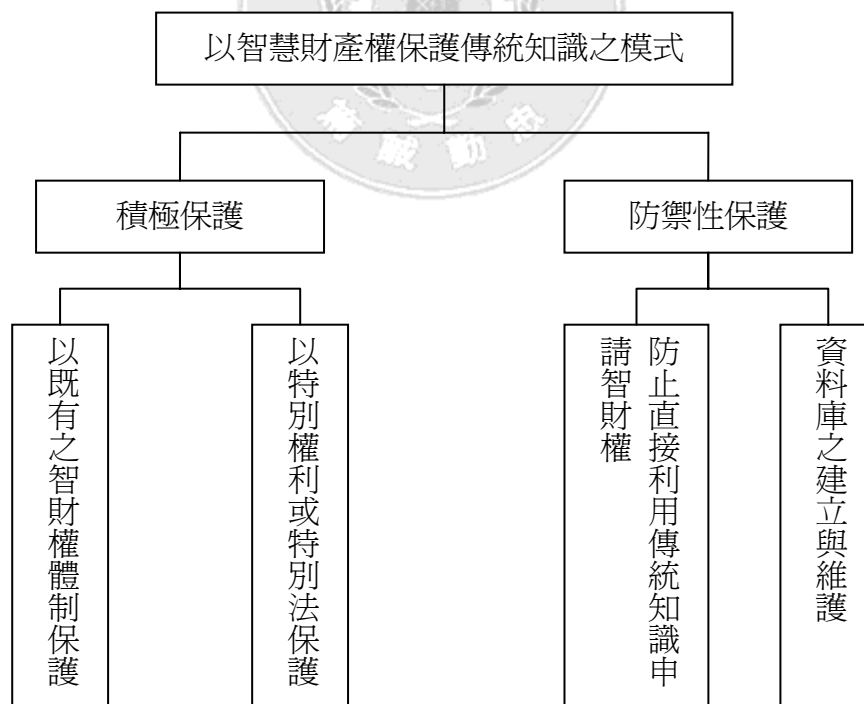 以智慧財產權保護傳統知識之模式
積極保護
防禦性保護
以既有之智財權體制保護
以特別權利或特別法保護
防止直接利用傳統知識申
請智財權
資料庫之建立與維護